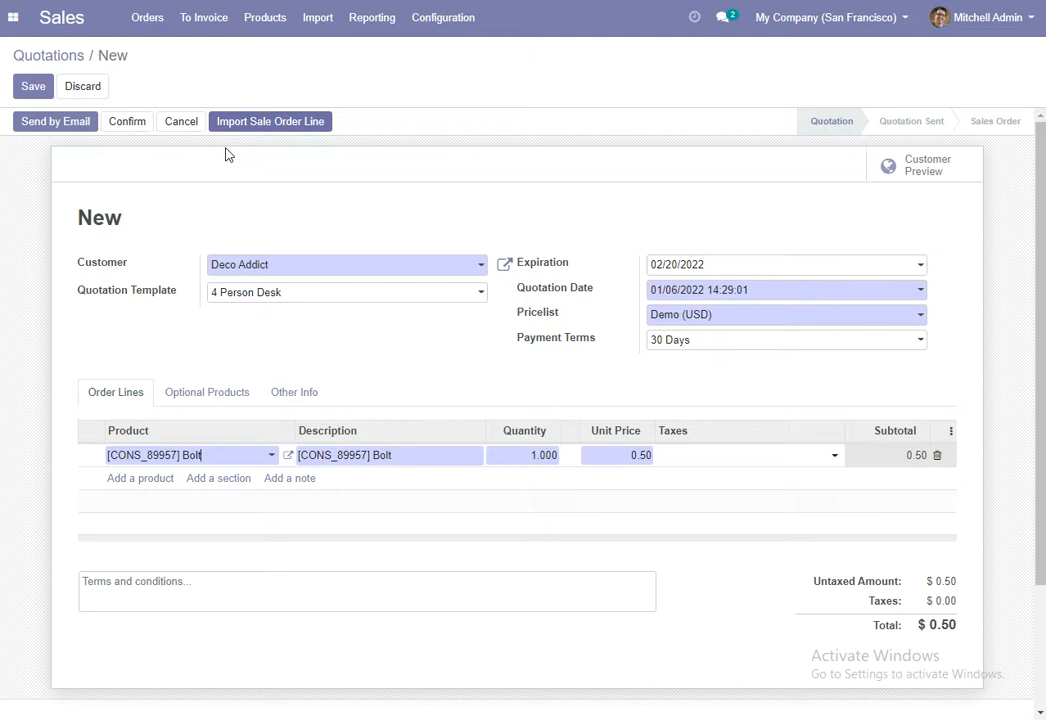 Sales Orders To Invoice Products Import Reporting Configuration 2 My Company (San Francisco) Mitchell Admin
Quotations / New
Save Discard
Send by Email Confirm Cancel Import Sale Order Line Quotation Quotation Sent Sales Order
Customer
Preview
New
Customer Deco Addict Expiration 02/20/2022
Quotation Template 4 Person Desk Quotation Date 01/06/2022 14:29:01
Pricelist Demo (USD)
Payment Terms 30 Days
Order Lines Optional Products Other Info
Product Description Quantity Unit Price Taxes Subtotal
[CONS_89957] Bolt [CONS_89957] Bolt 1.000 0.50 0.50
Add a product Add a section Add a note
Terms and conditions...
Untaxed Amount: $ 0.50
Taxes: $ 0.00
Total: $ 0.50
Activate Windows
Go to Settings to activate Windows.